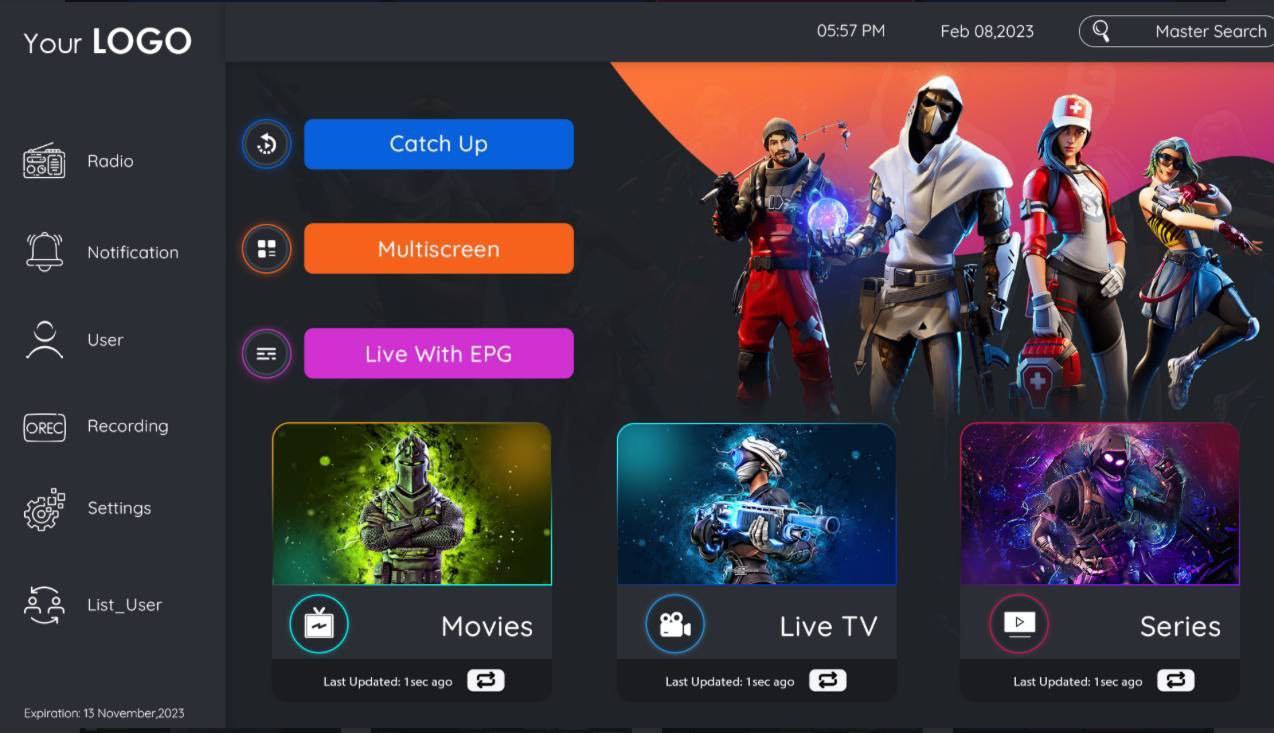 Your LOGO
05:57 PM
Feb 08,2023
Master Search
Radio
Notification
User
OREC
Recording
Settings
List_User
Expiration: 13 November,2023
Catch Up
Multiscreen
Live With EPG
Movies
Last Updated: 1sec ago
Live TV
Last Updated: 1sec ago
Series
Last Updated: 1sec ago